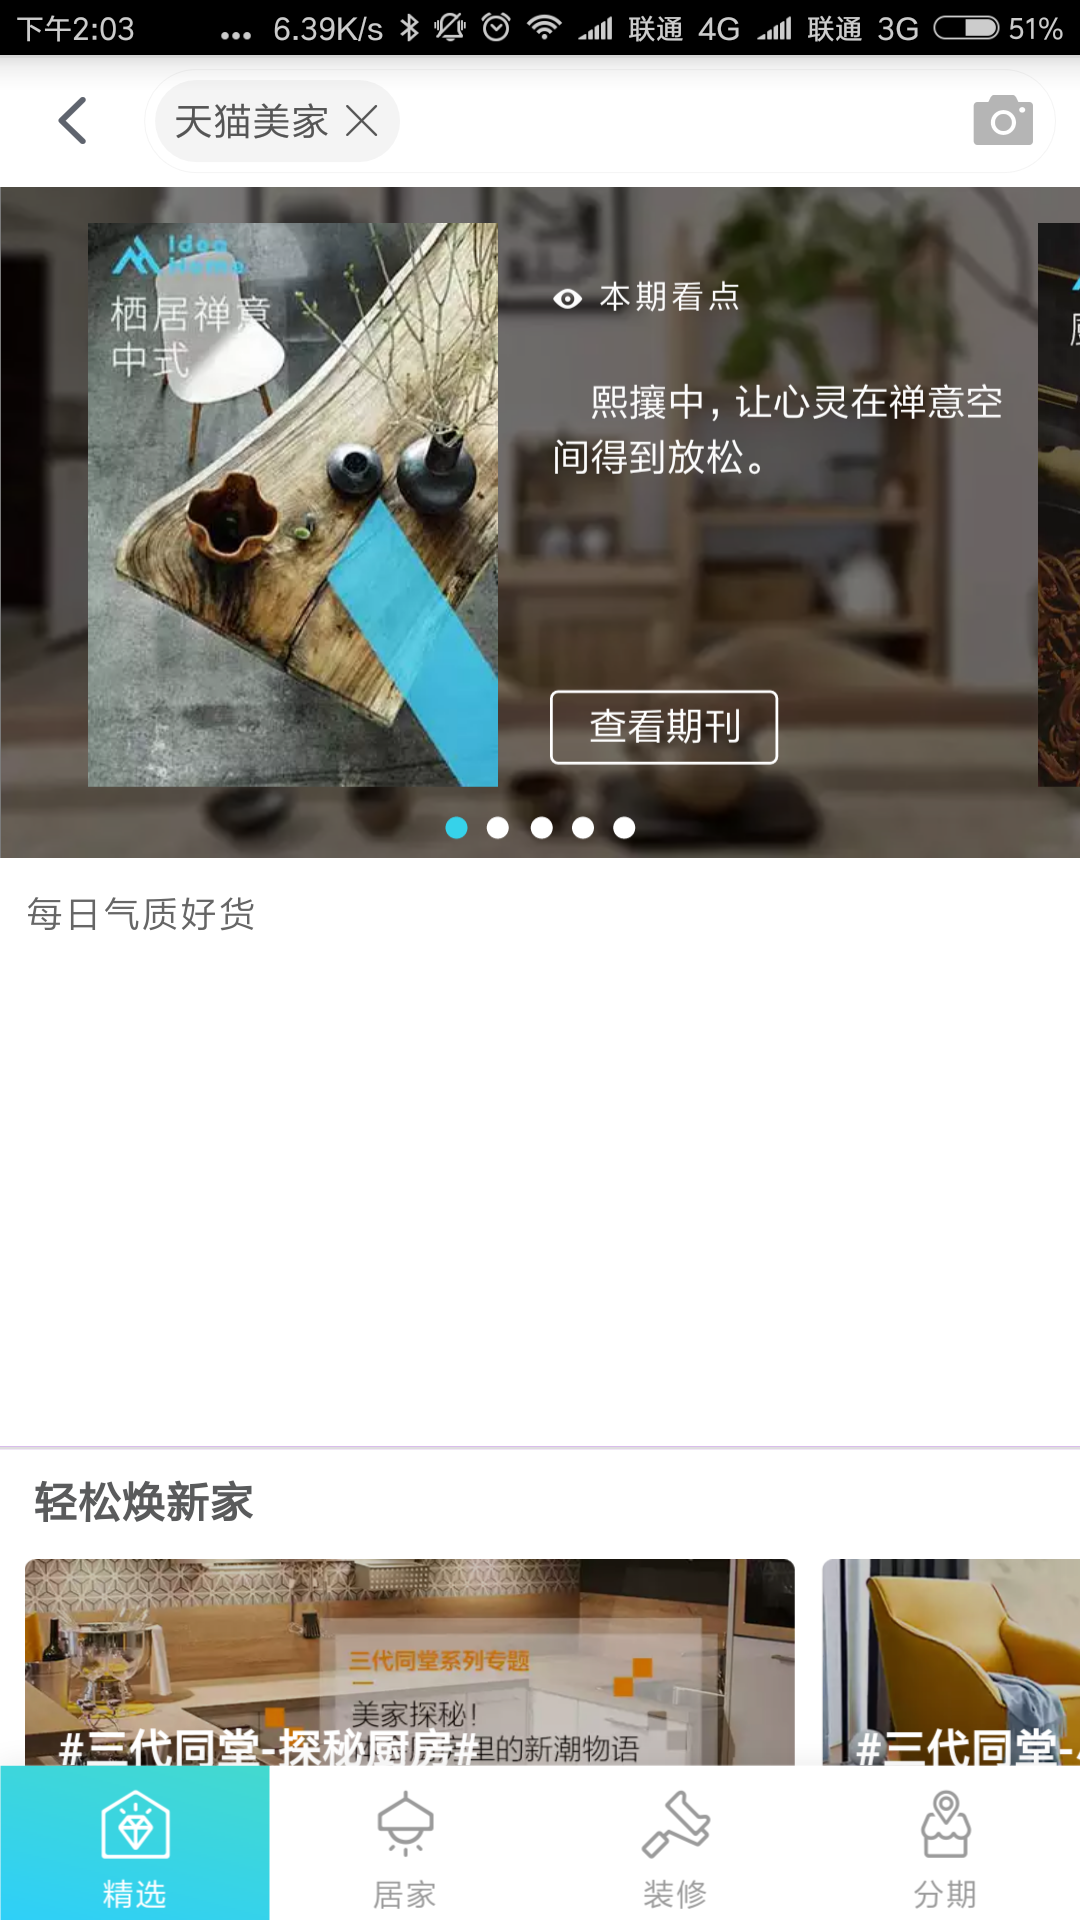 下午2:03 ... 6.39K/s 联通 4G 联通 3G 51%
天猫美家
Idea
Home
栖居禅意
中式
本期看点
熙攘中，让心灵在禅意空
间得到放松。
查看期刊
每日气质好货
轻松焕新家
三代同堂系列专题
美家探秘！
#三代同堂-探秘厨房#
里的新潮物语
#三代同堂-
精选 居家 装修 分期